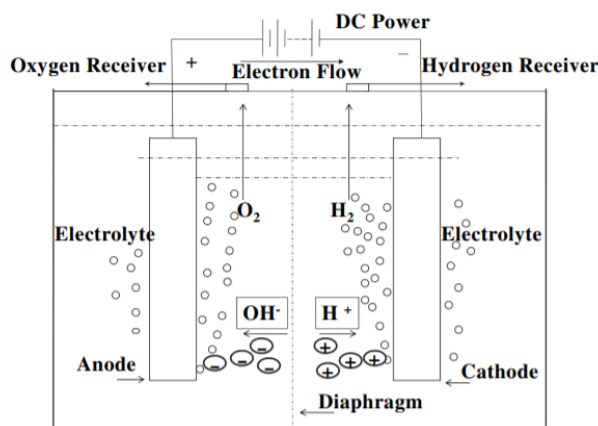 DC Power
+
−
Oxygen Receiver
Electron Flow
Hydrogen Receiver
O₂
H₂
Electrolyte
Electrolyte
OH⁻
H⁺
− − − −
+ + + +
Anode
Cathode
Diaphragm